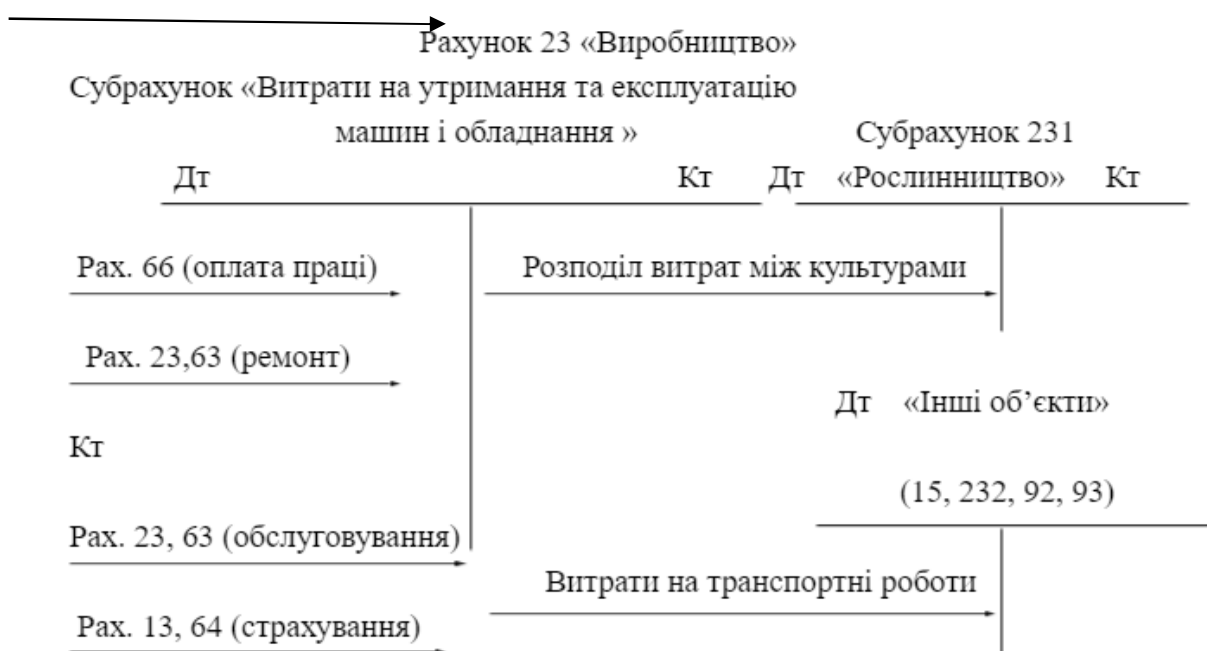 Рахунок 23 «Виробництво»
Субрахунок «Витрати на утримання та експлуатацію
машин і обладнання » Субрахунок 231
Дт Кт Дт «Рослинництво» Кт
Рах. 66 (оплата праці) Розподіл витрат між культурами
Рах. 23,63 (ремонт)
Дт «Інші об’єкти»
Кт
(15, 232, 92, 93)
Рах. 23, 63 (обслуговування)
Витрати на транспортні роботи
Рах. 13, 64 (страхування)